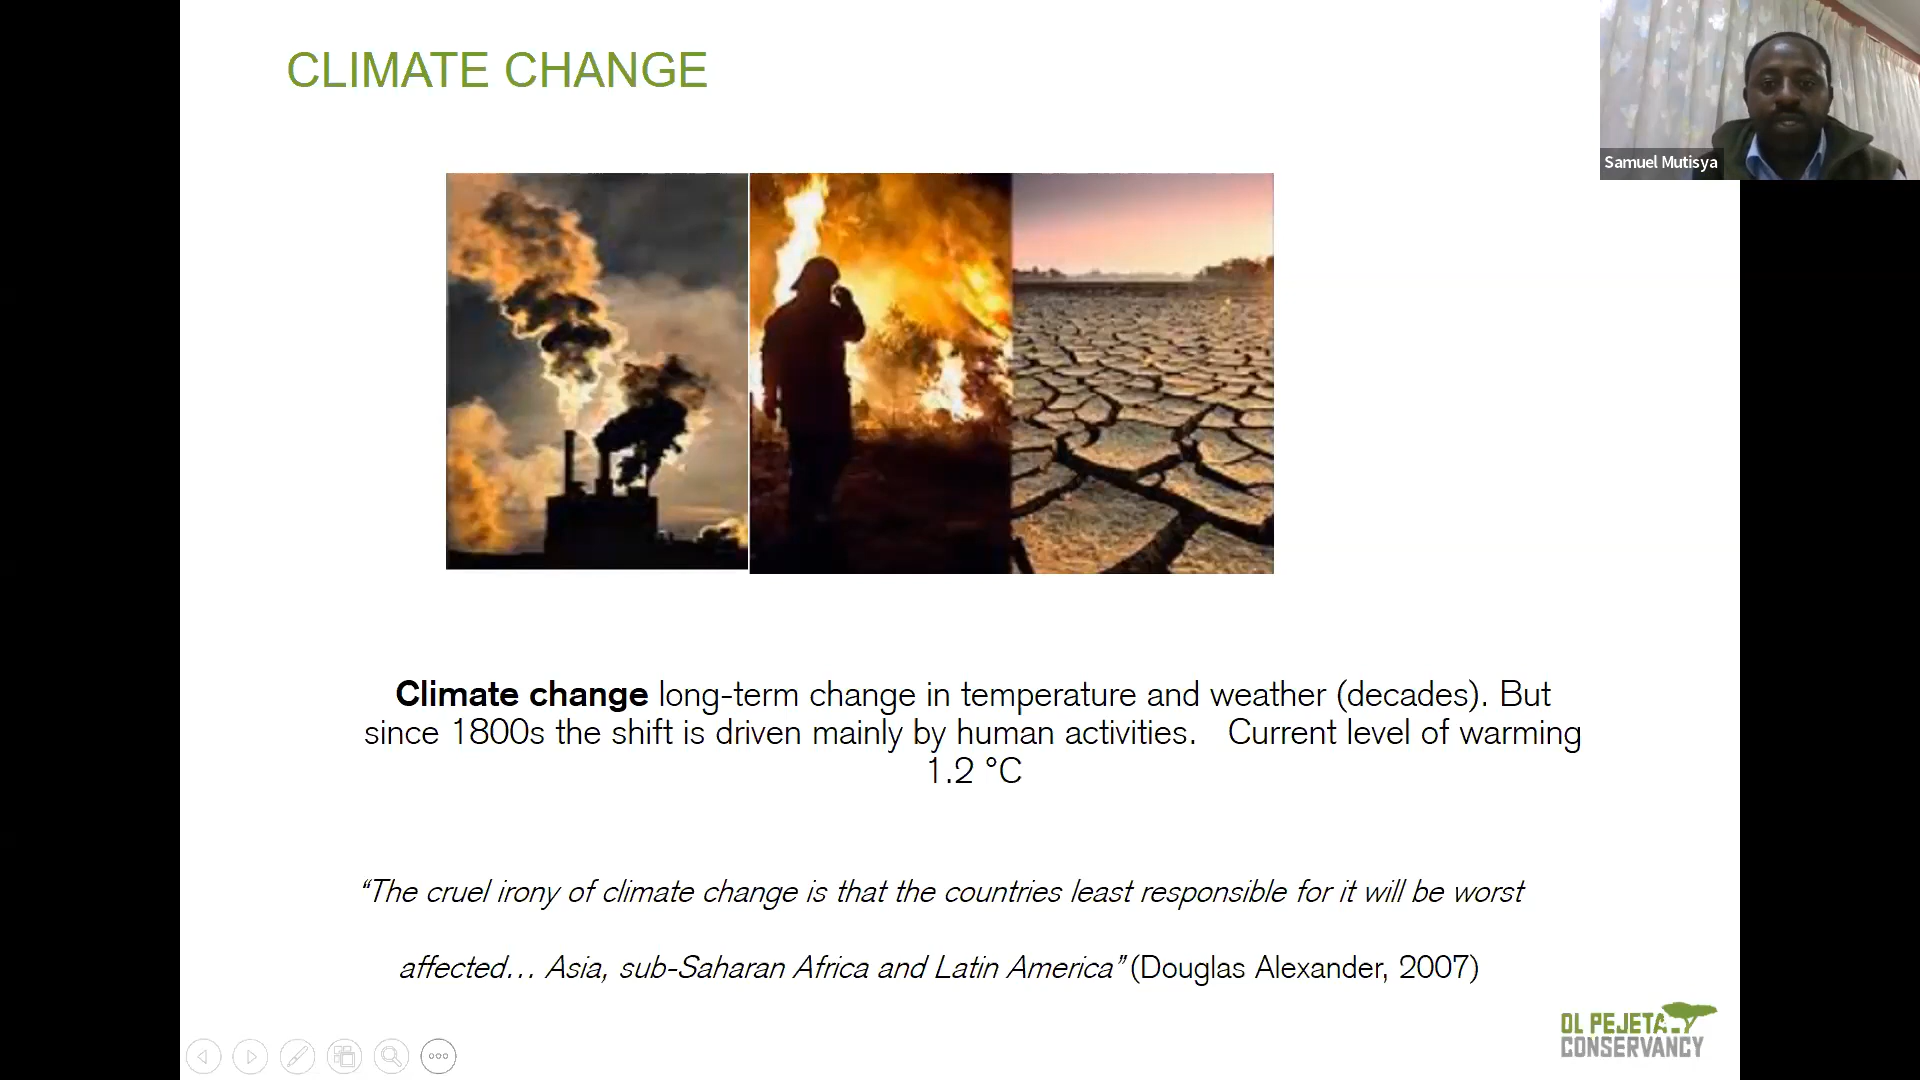 CLIMATE CHANGE
Samuel Mutisya
Climate change long-term change in temperature and weather (decades). But
since 1800s the shift is driven mainly by human activities. Current level of warming
1.2 °C
“The cruel irony of climate change is that the countries least responsible for it will be worst
affected... Asia, sub-Saharan Africa and Latin America” (Douglas Alexander, 2007)
OL PEJETA
CONSERVANCY